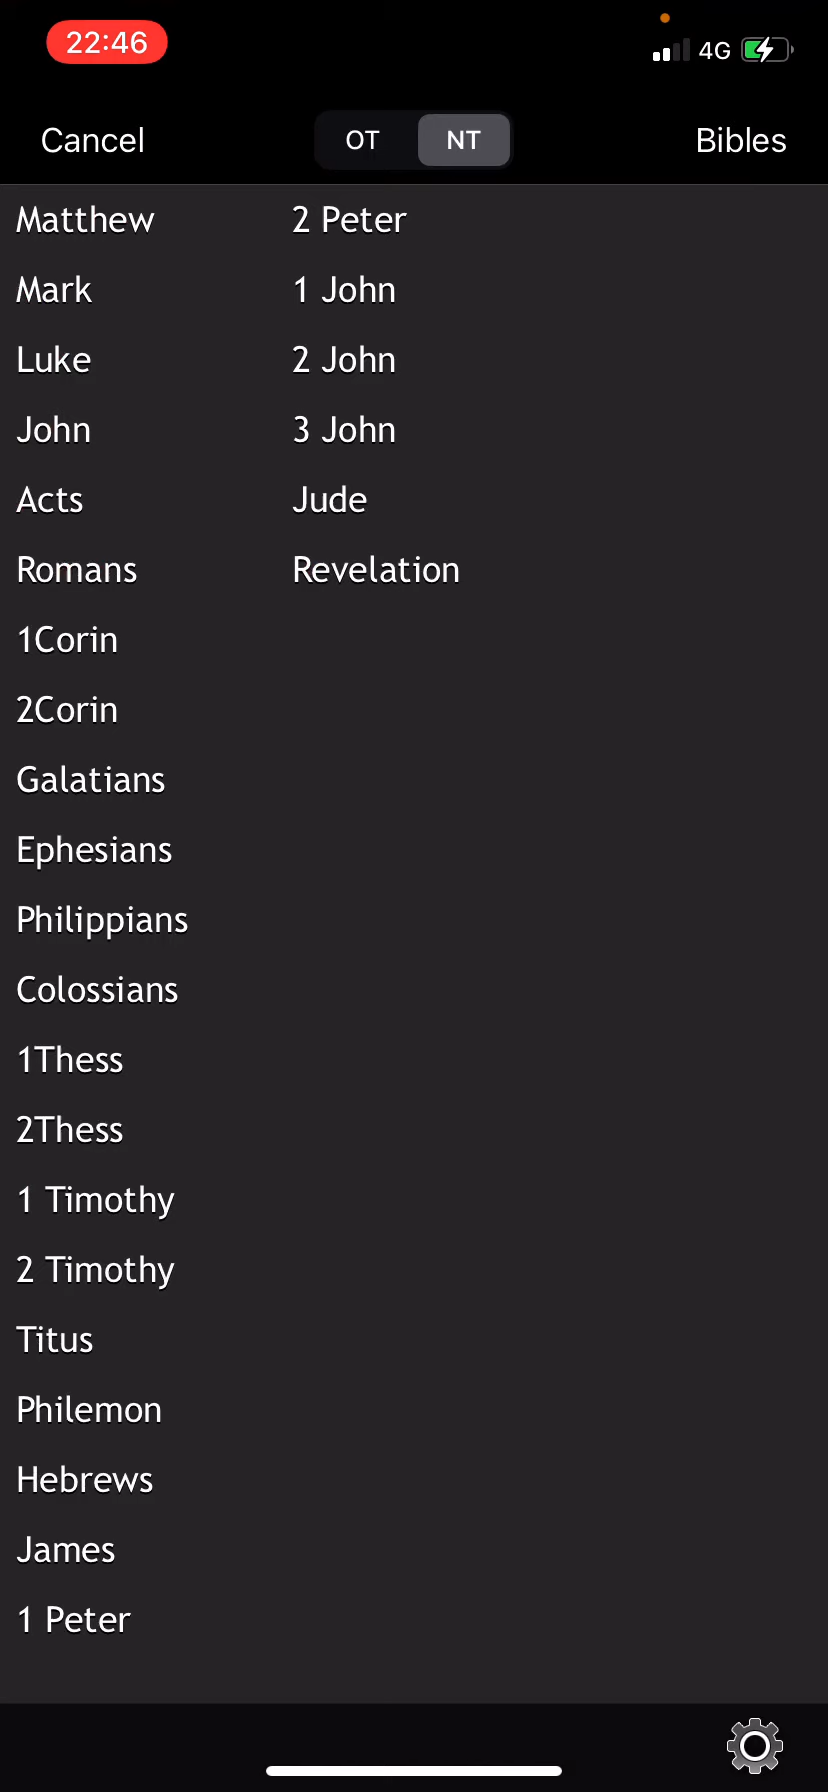 22:46
4G
Cancel
OT
NT
Bibles
Matthew
Mark
Luke
John
Acts
Romans
1Corin
2Corin
Galatians
Ephesians
Philippians
Colossians
1Thess
2Thess
1 Timothy
2 Timothy
Titus
Philemon
Hebrews
James
1 Peter
2 Peter
1 John
2 John
3 John
Jude
Revelation